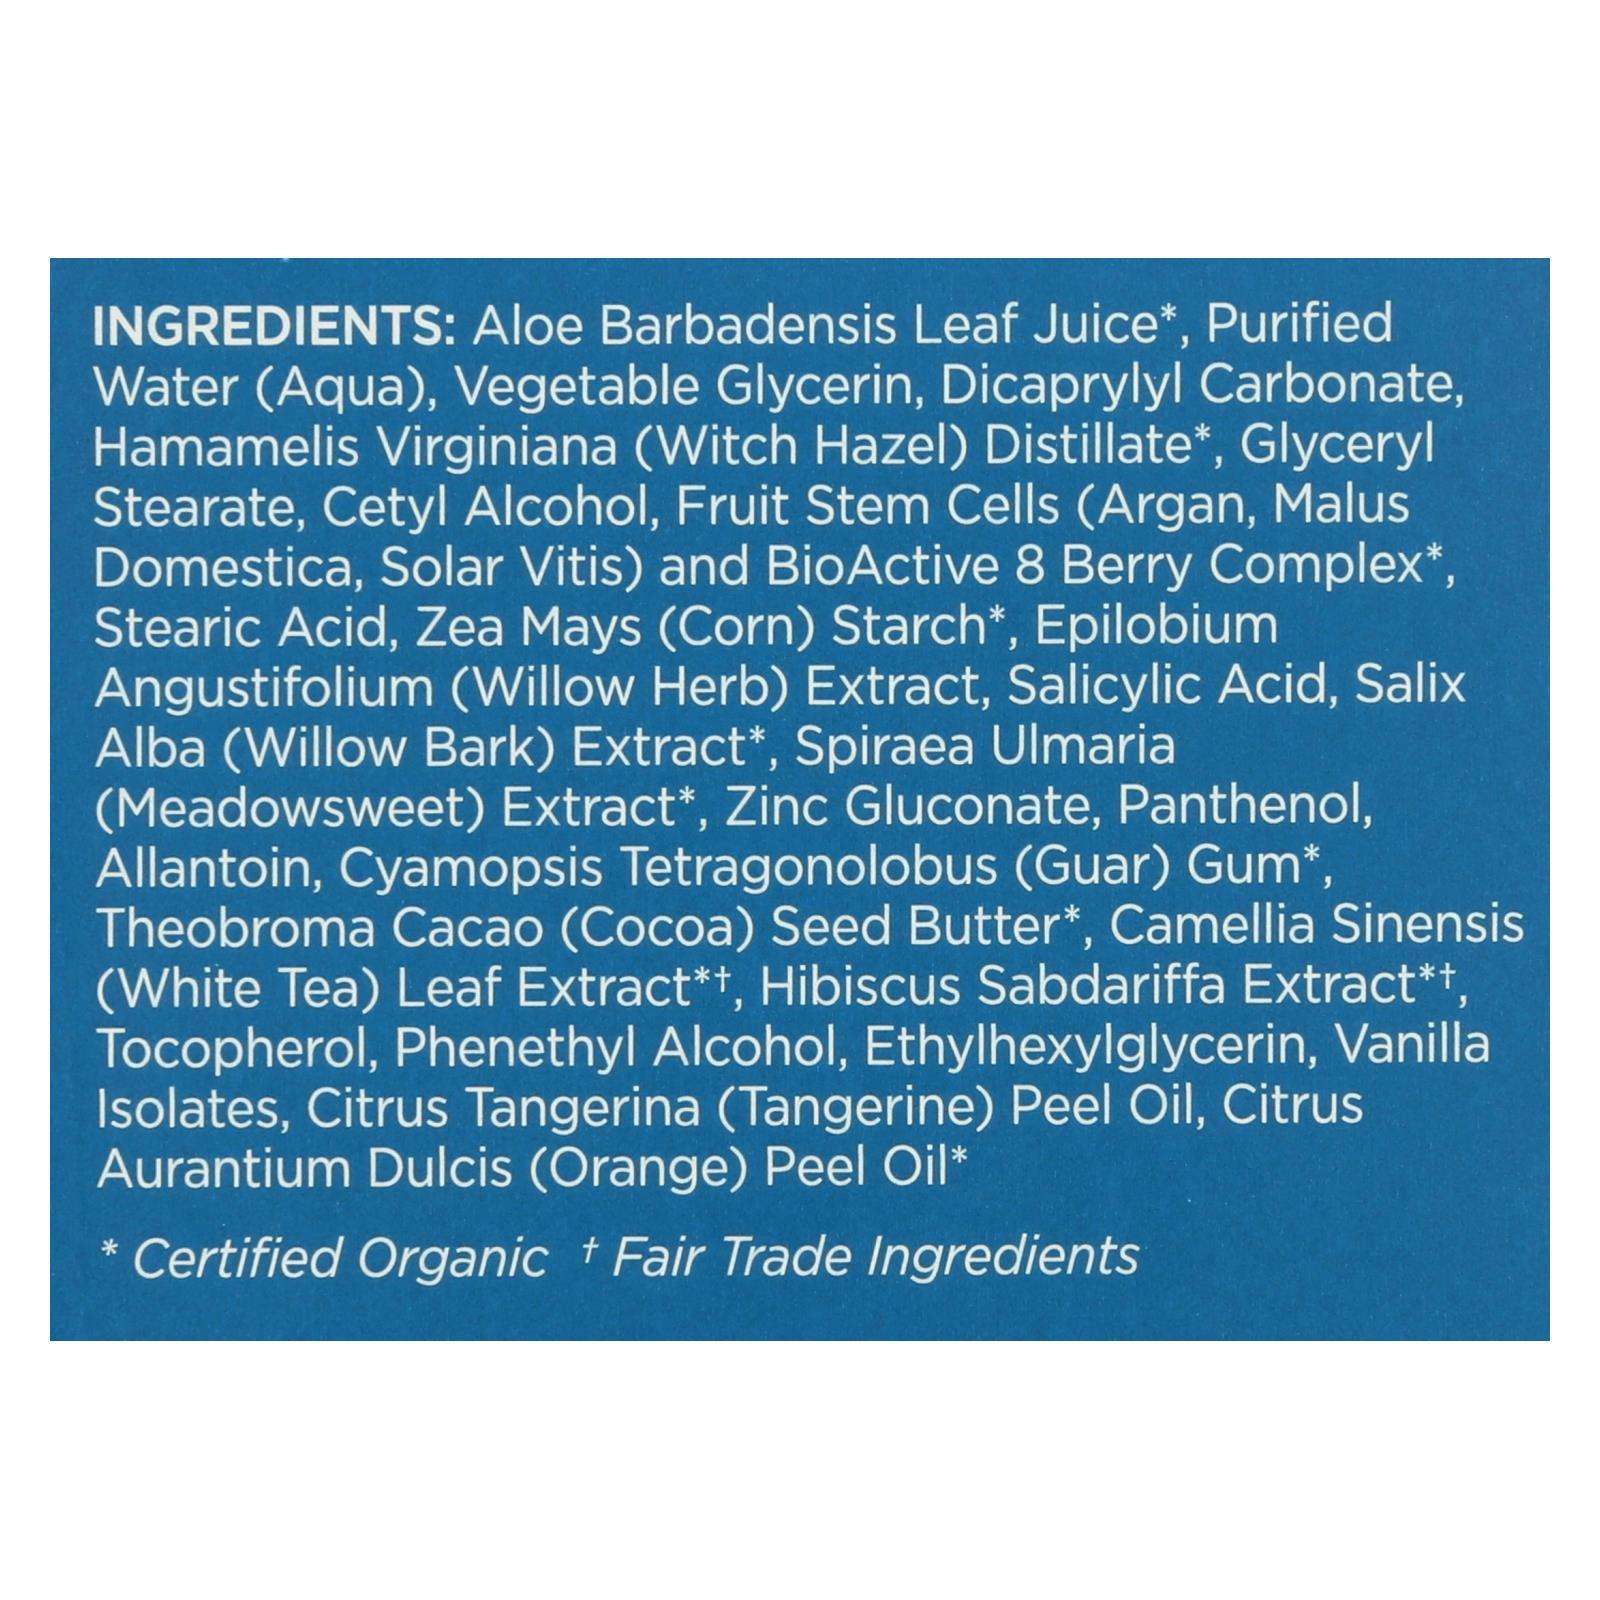 INGREDIENTS: Aloe Barbadensis Leaf Juice*, Purified
Water (Aqua), Vegetable Glycerin, Dicaprylyl Carbonate,
Hamamelis Virginiana (Witch Hazel) Distillate*, Glyceryl
Stearate, Cetyl Alcohol, Fruit Stem Cells (Argan, Malus
Domestica, Solar Vitis) and BioActive 8 Berry Complex*,
Stearic Acid, Zea Mays (Corn) Starch*, Epilobium
Angustifolium (Willow Herb) Extract, Salicylic Acid, Salix
Alba (Willow Bark) Extract*, Spiraea Ulmaria
(Meadowsweet) Extract*, Zinc Gluconate, Panthenol,
Allantoin, Cyamopsis Tetragonolobus (Guar) Gum*,
Theobroma Cacao (Cocoa) Seed Butter*, Camellia Sinensis
(White Tea) Leaf Extract*†, Hibiscus Sabdariffa Extract*†,
Tocopherol, Phenethyl Alcohol, Ethylhexylglycerin, Vanilla
Isolates, Citrus Tangerina (Tangerine) Peel Oil, Citrus
Aurantium Dulcis (Orange) Peel Oil*
* Certified Organic † Fair Trade Ingredients